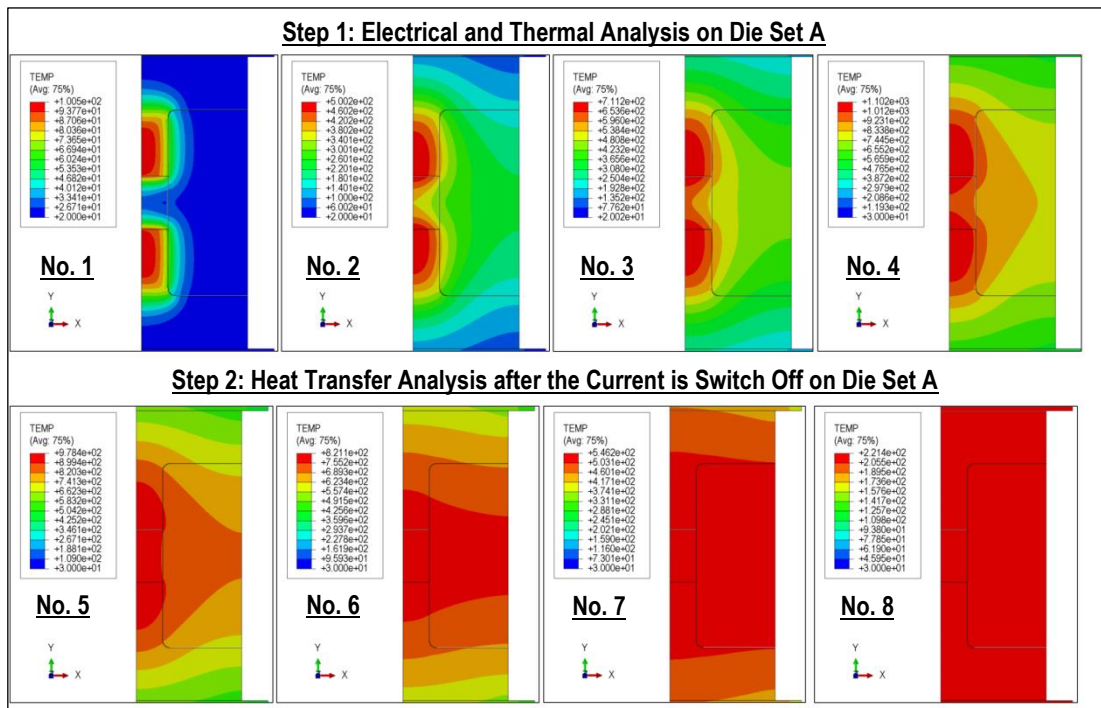 Step 1: Electrical and Thermal Analysis on Die Set A
TEMP
(Avg: 75%)
+1.005e+02
+9.377e+01
+8.706e+01
+8.036e+01
+7.365e+01
+6.694e+01
+6.024e+01
+5.353e+01
+4.682e+01
+4.012e+01
+3.341e+01
+2.671e+01
+2.000e+01
No. 1
Y
Z
X
TEMP
(Avg: 75%)
+5.002e+02
+4.602e+02
+4.202e+02
+3.802e+02
+3.401e+02
+3.001e+02
+2.601e+02
+2.201e+02
+1.801e+02
+1.401e+02
+1.000e+02
+6.002e+01
+2.000e+01
No. 2
Y
Z
X
TEMP
(Avg: 75%)
+7.112e+02
+6.536e+02
+5.960e+02
+5.384e+02
+4.808e+02
+4.232e+02
+3.656e+02
+3.080e+02
+2.504e+02
+1.928e+02
+1.352e+02
+7.762e+01
+2.002e+01
No. 3
Y
Z
X
TEMP
(Avg: 75%)
+1.102e+03
+1.012e+03
+9.231e+02
+8.338e+02
+7.445e+02
+6.552e+02
+5.659e+02
+4.765e+02
+3.872e+02
+2.979e+02
+2.086e+02
+1.193e+02
+3.000e+01
No. 4
Y
Z
X
Step 2: Heat Transfer Analysis after the Current is Switch Off on Die Set A
TEMP
(Avg: 75%)
+9.784e+02
+8.994e+02
+8.203e+02
+7.413e+02
+6.623e+02
+5.832e+02
+5.042e+02
+4.252e+02
+3.461e+02
+2.671e+02
+1.881e+02
+1.090e+02
+3.000e+01
No. 5
Y
Z
X
TEMP
(Avg: 75%)
+8.211e+02
+7.552e+02
+6.893e+02
+6.234e+02
+5.574e+02
+4.915e+02
+4.256e+02
+3.596e+02
+2.937e+02
+2.278e+02
+1.619e+02
+9.593e+01
+3.000e+01
No. 6
Y
Z
X
TEMP
(Avg: 75%)
+5.462e+02
+5.031e+02
+4.601e+02
+4.171e+02
+3.741e+02
+3.311e+02
+2.881e+02
+2.451e+02
+2.021e+02
+1.590e+02
+1.160e+02
+7.301e+01
+3.000e+01
No. 7
Y
Z
X
TEMP
(Avg: 75%)
+2.214e+02
+2.055e+02
+1.895e+02
+1.736e+02
+1.576e+02
+1.417e+02
+1.257e+02
+1.098e+02
+9.380e+01
+7.785e+01
+6.190e+01
+4.595e+01
+3.000e+01
No. 8
Y
Z
X